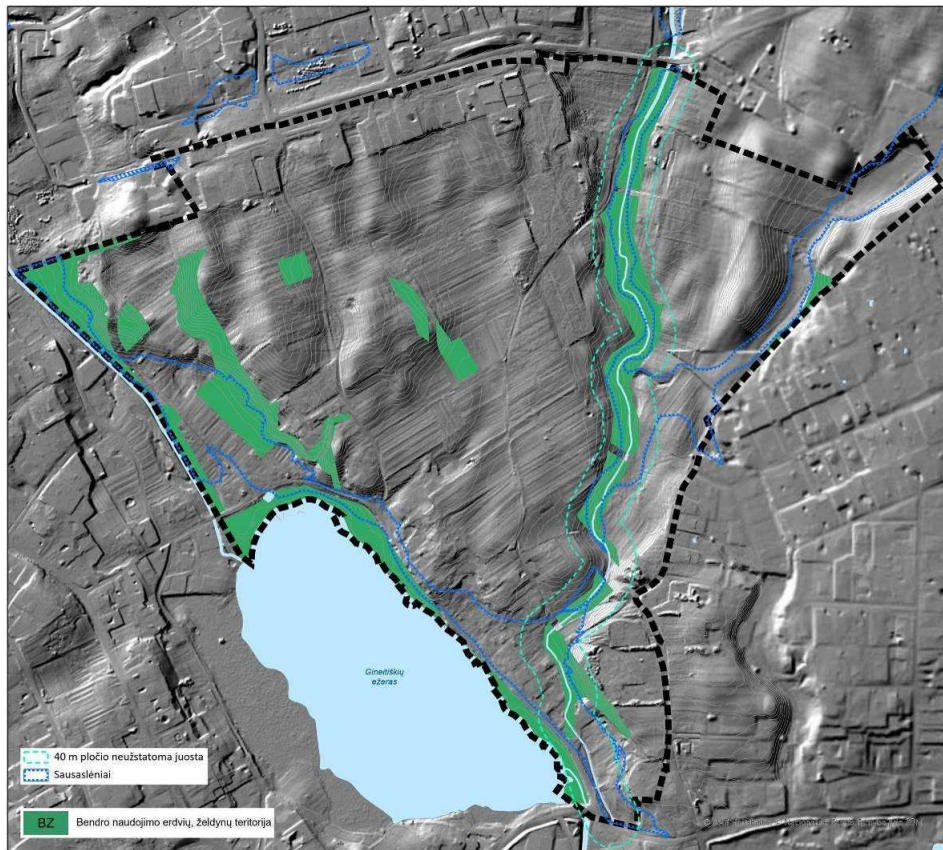 Gineitiškių
ežeras
40 m pločio neužstatoma juosta
Sausaslėniai
BZ Bendro naudojimo erdvių, želdynų teritorija